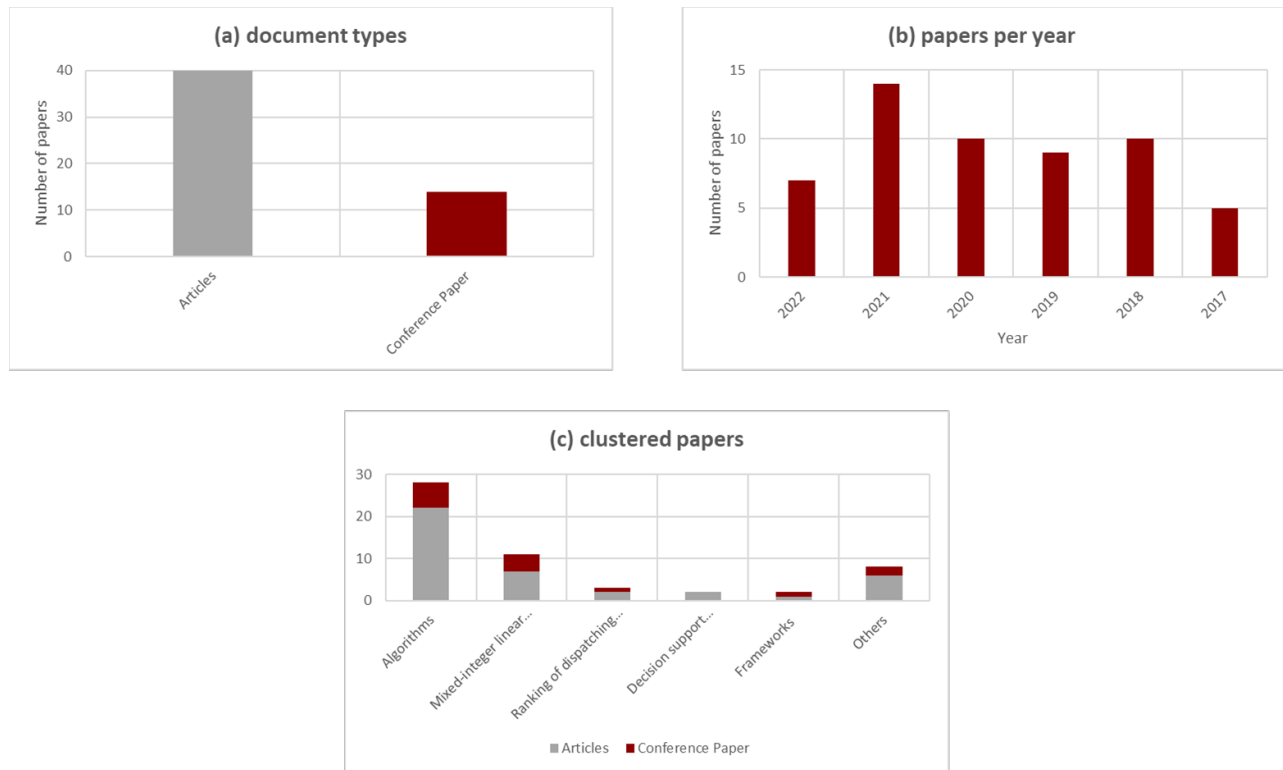 (a) document types
Number of papers
40
30
20
10
0
Articles
Conference Paper
(b) papers per year
Number of papers
15
10
5
0
2022
2021
2020
2019
2018
2017
Year
(c) clustered papers
30
20
10
0
Algorithms
Mixed-integer linear...
Ranking of dispatching...
Decision support...
Frameworks
Others
Articles Conference Paper